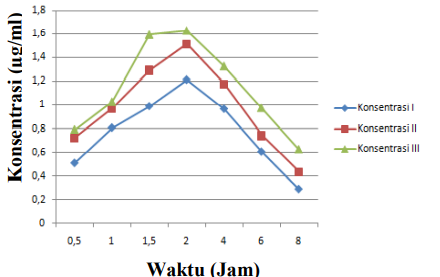 Konsentrasi (µg/ml)
1,8
1,6
1,4
1,2
1
0,8
0,6
0,4
0,2
0
0,5 1 1,5 2 4 6 8
Waktu (Jam)
Konsentrasi I
Konsentrasi II
Konsentrasi III